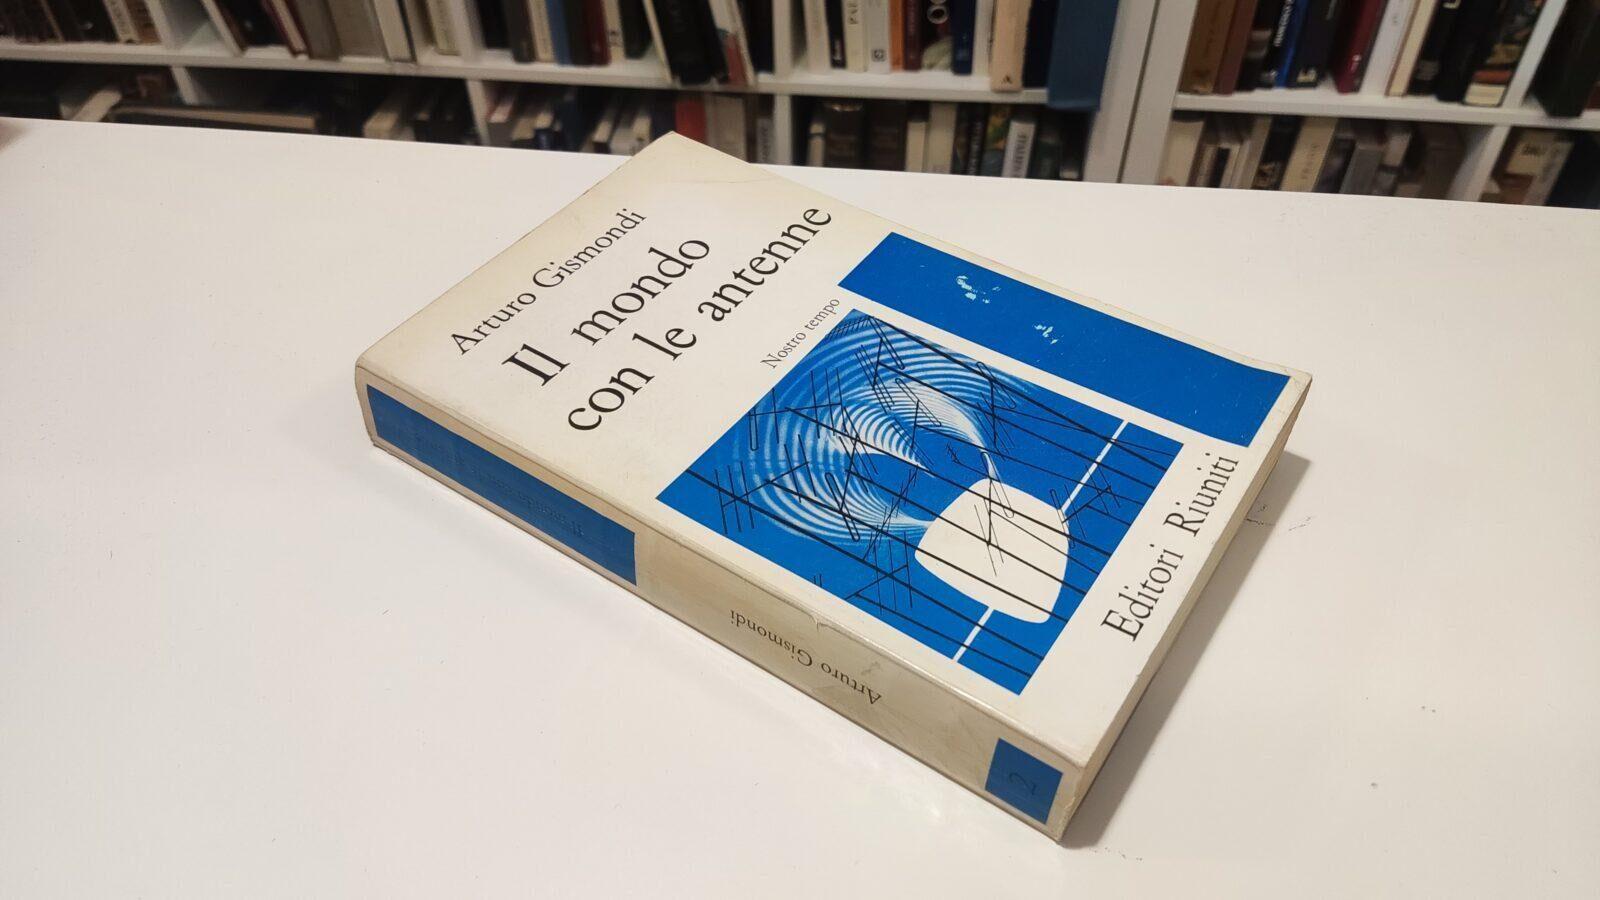 Arturo Gismondi
Il mondo
con le antenne
Nostro tempo
Editori Riuniti
Arturo Gismondi
2